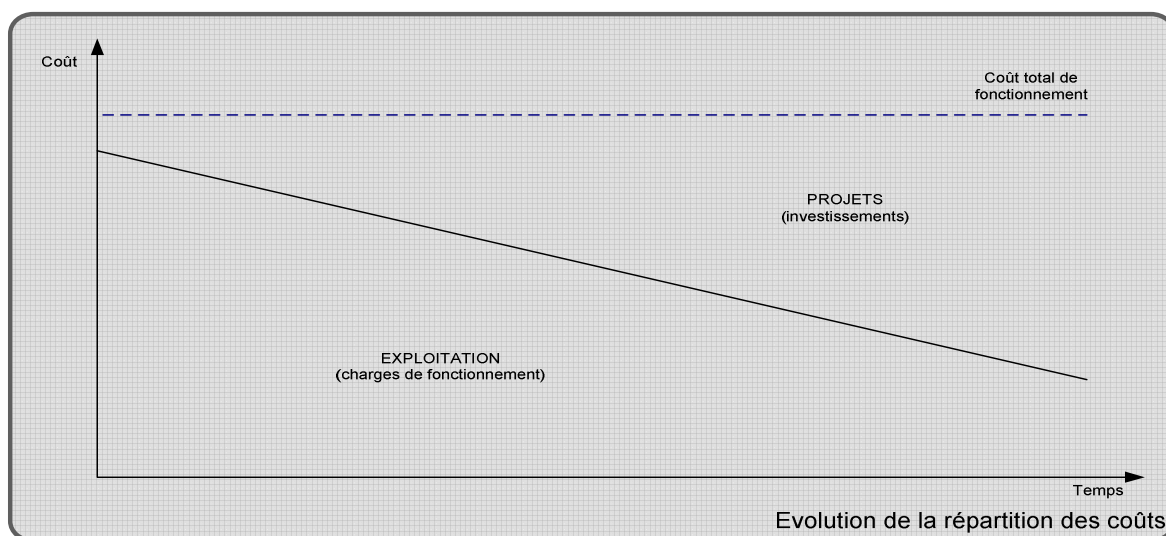 Coût
Coût total de
fonctionnement
PROJETS
(investissements)
EXPLOITATION
(charges de fonctionnement)
Temps
Evolution de la répartition des coûts